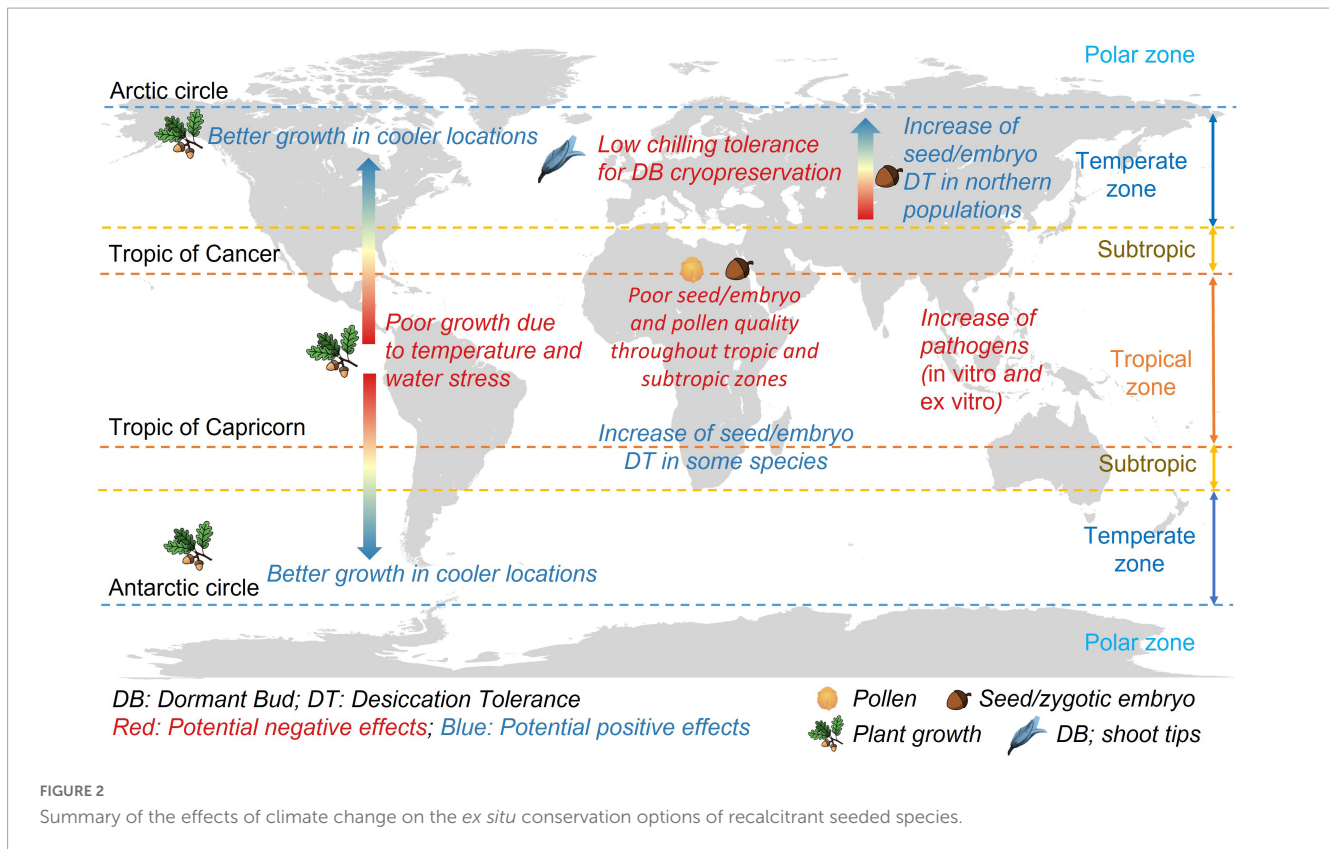 Polar zone
Arctic circle
Better growth in cooler locations
Low chilling tolerance
for DB cryopreservation
Increase of
seed/embryo
DT in northern
populations
Temperate
zone
Tropic of Cancer
Subtropic
Poor growth due
to temperature and
water stress
Poor seed/embryo
and pollen quality
throughout tropic and
subtropic zones
Increase of
pathogens
(in vitro and
ex vitro)
Tropical
zone
Tropic of Capricorn
Increase of seed/embryo
DT in some species
Subtropic
Temperate
zone
Better growth in cooler locations
Antarctic circle
Polar zone
DB: Dormant Bud; DT: Desiccation Tolerance
Red: Potential negative effects; Blue: Potential positive effects
Pollen
Seed/zygotic embryo
Plant growth
DB; shoot tips
FIGURE 2
Summary of the effects of climate change on the ex situ conservation options of recalcitrant seeded species.